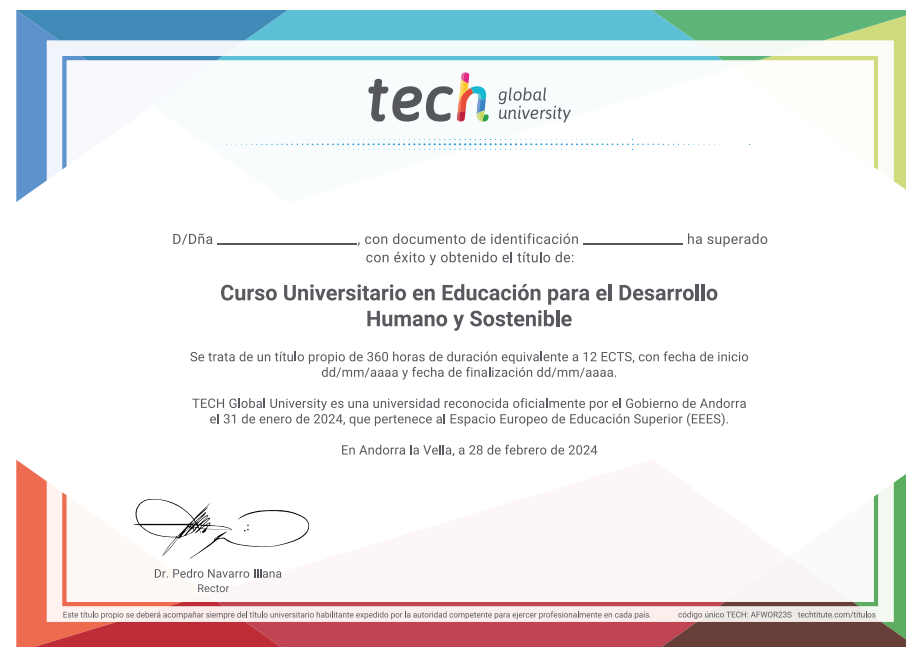 tech global university
D/Dña ____________, con documento de identificación ____________ ha superado
con éxito y obtenido el título de:
Curso Universitario en Educación para el Desarrollo
Humano y Sostenible
Se trata de un título propio de 360 horas de duración equivalente a 12 ECTS, con fecha de inicio
dd/mm/aaaa y fecha de finalización dd/mm/aaaa.
TECH Global University es una universidad reconocida oficialmente por el Gobierno de Andorra
el 31 de enero de 2024, que pertenece al Espacio Europeo de Educación Superior (EEES).
En Andorra la Vella, a 28 de febrero de 2024
Dr. Pedro Navarro Illana
Rector
Este título propio se deberá acompañar siempre del título universitario habilitante expedido por la autoridad competente para ejercer profesionalmente en cada país. código único TECH: AFWOR23S techtitute.com/titulos